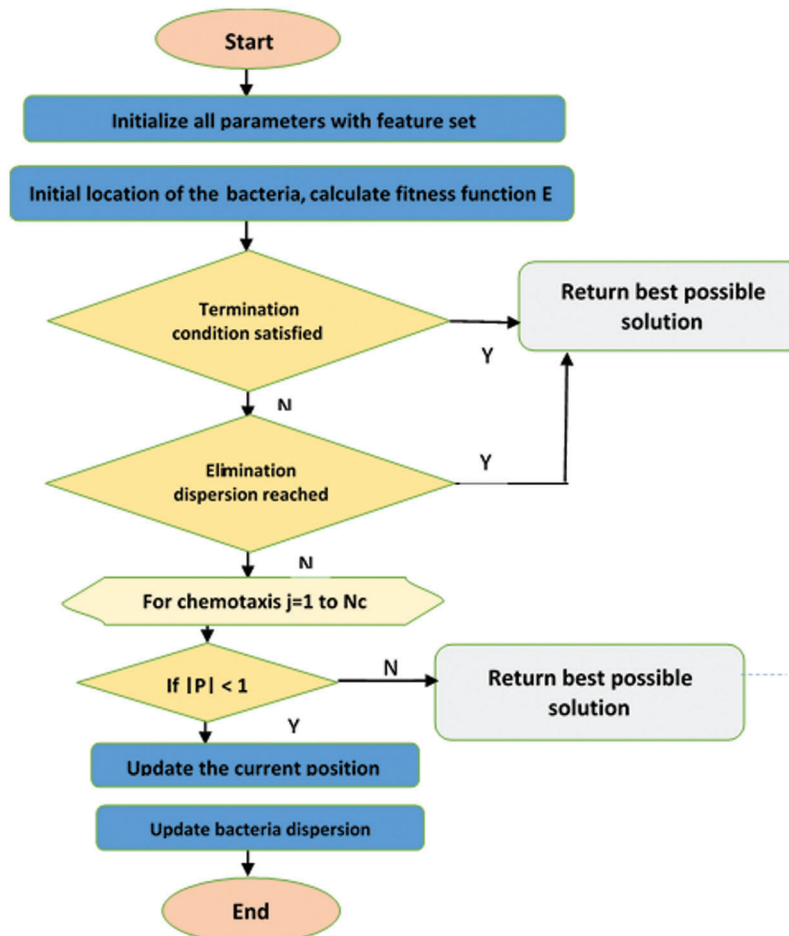 Start
Initialize all parameters with feature set
Initial location of the bacteria, calculate fitness function E
Termination
condition satisfied
Return best possible
solution
Y
N
Elimination
dispersion reached
Y
N
For chemotaxis j=1 to Nc
If |P| < 1
N
Return best possible
solution
Y
Update the current position
Update bacteria dispersion
End